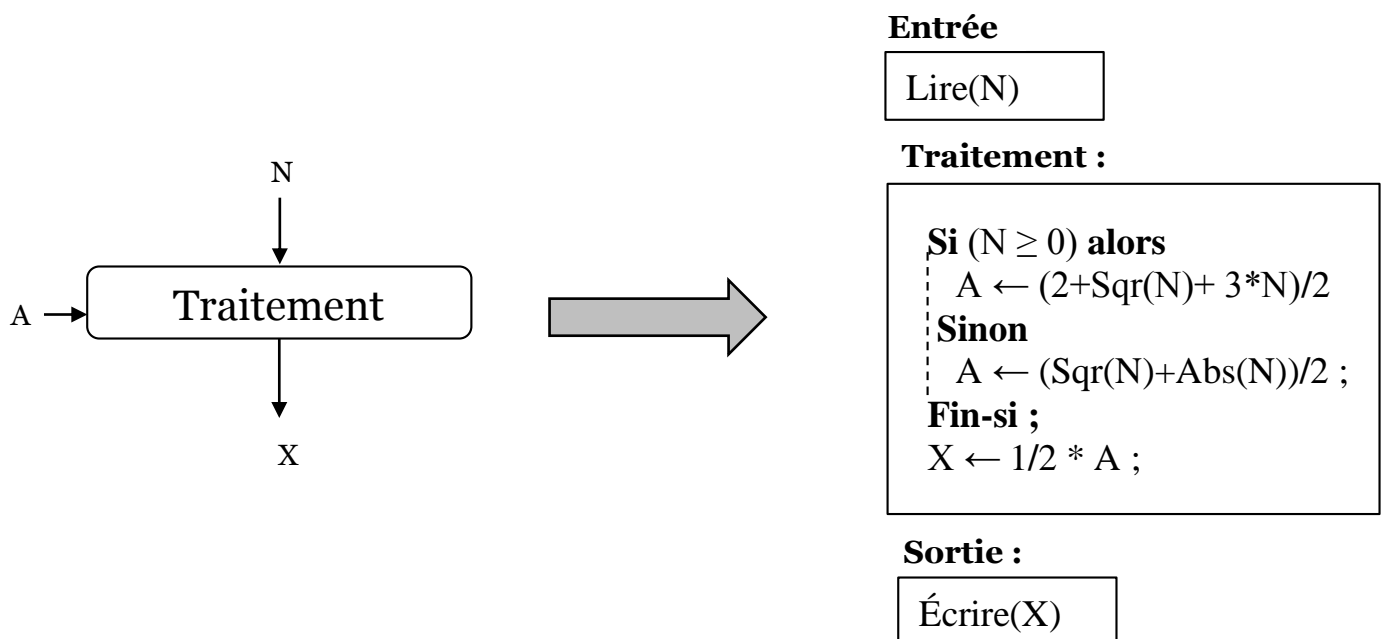 N
A
Traitement
X
Entrée
Lire(N)
Traitement :
Si (N ≥ 0) alors
A ← (2+Sqr(N)+ 3*N)/2
Sinon
A ← (Sqr(N)+Abs(N))/2 ;
Fin-si ;
X ← 1/2 * A ;
Sortie :
Écrire(X)